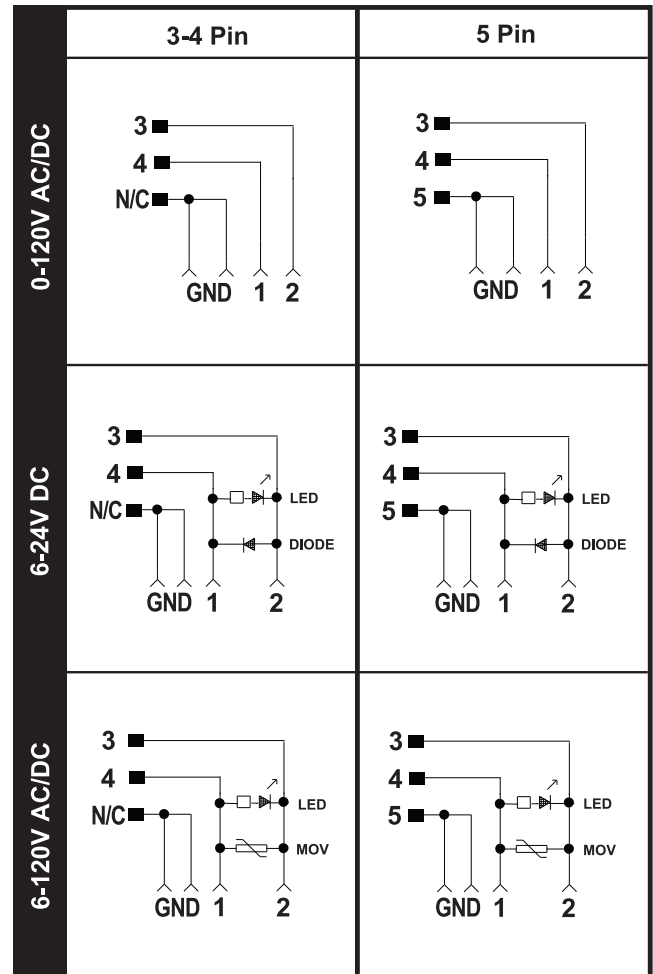 3-4 Pin
5 Pin
0-120V AC/DC
3
4
N/C
GND 1 2
3
4
5
GND 1 2
6-24V DC
3
4
N/C
LED
DIODE
GND 1 2
3
4
5
LED
DIODE
GND 1 2
6-120V AC/DC
3
4
N/C
LED
MOV
GND 1 2
3
4
5
LED
MOV
GND 1 2